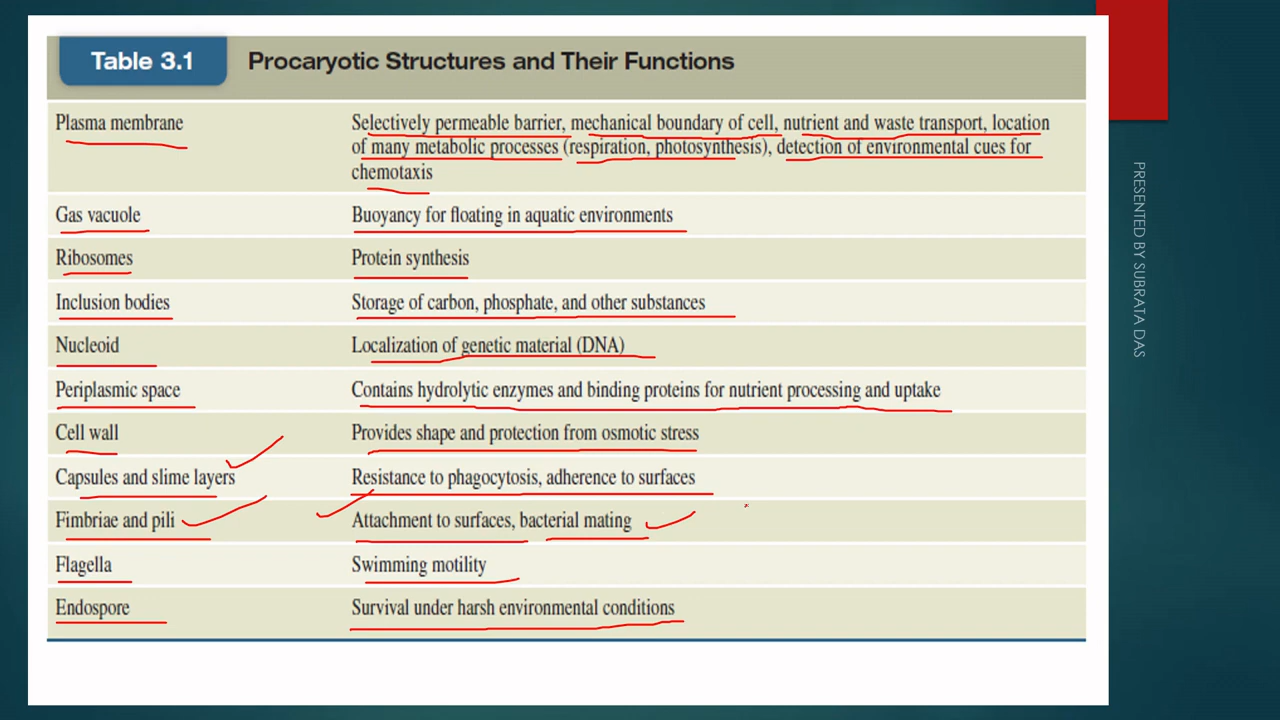 Table 3.1 Procaryotic Structures and Their Functions
Plasma membrane Selectively permeable barrier, mechanical boundary of cell, nutrient and waste transport, location
of many metabolic processes (respiration, photosynthesis), detection of environmental cues for
chemotaxis
Gas vacuole Buoyancy for floating in aquatic environments
Ribosomes Protein synthesis
Inclusion bodies Storage of carbon, phosphate, and other substances
Nucleoid Localization of genetic material (DNA)
Periplasmic space Contains hydrolytic enzymes and binding proteins for nutrient processing and uptake
Cell wall Provides shape and protection from osmotic stress
Capsules and slime layers Resistance to phagocytosis, adherence to surfaces
Fimbriae and pili Attachment to surfaces, bacterial mating
Flagella Swimming motility
Endospore Survival under harsh environmental conditions
PRESENTED BY SUBRATA DAS